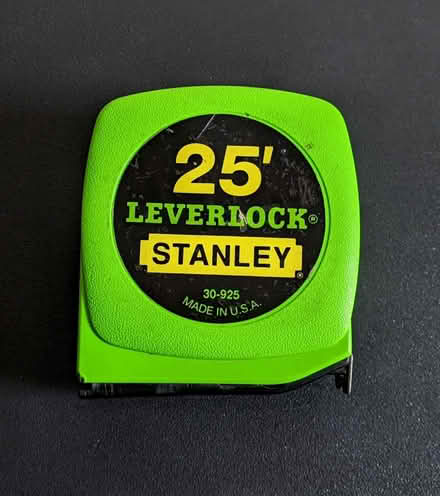 25'
LEVERLOCK®
STANLEY®
30-925
MADE IN U.S.A.